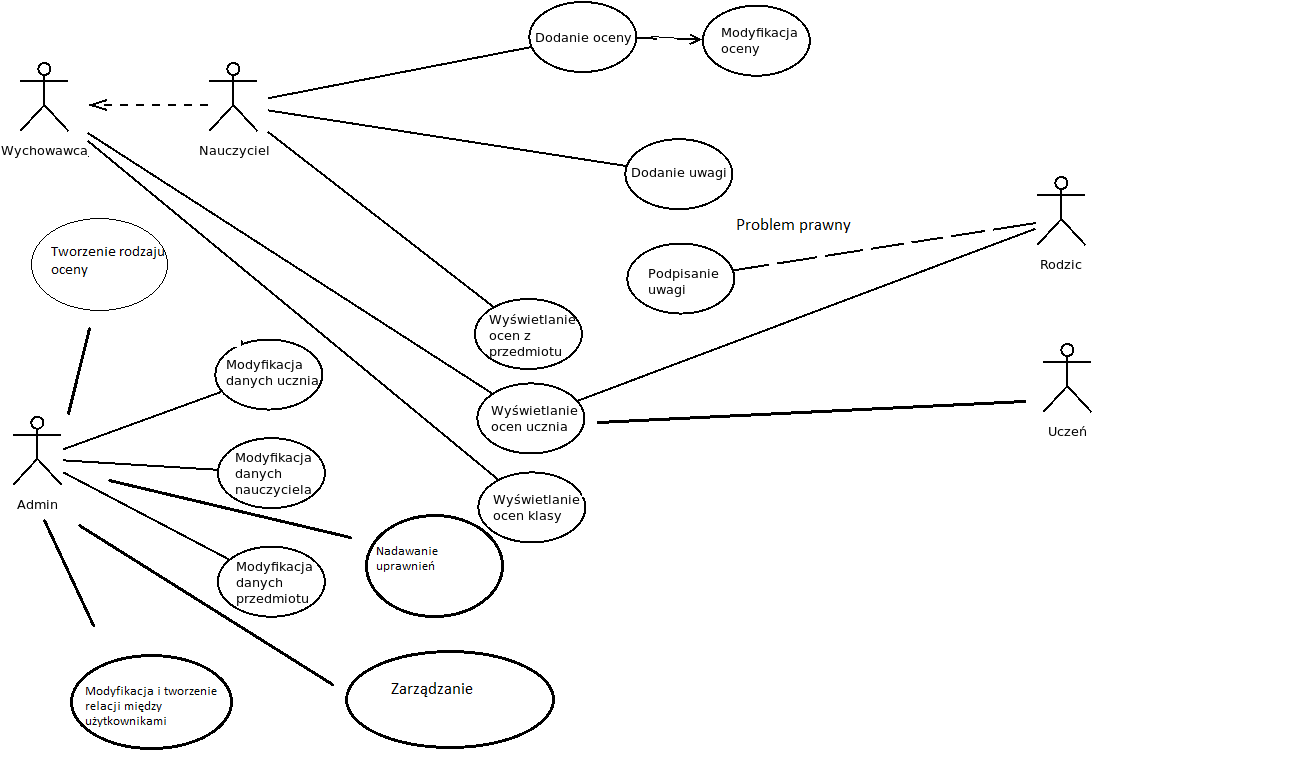 Dodanie oceny
Modyfikacja
oceny
Wychowawca
Nauczyciel
Dodanie uwagi
Problem prawny
Rodzic
Tworzenie rodzaju
oceny
Podpisanie
uwagi
Wyświetlanie
ocen z
przedmiotu
Modyfikacja
danych ucznia
Wyświetlanie
ocen ucznia
Uczeń
Modyfikacja
danych
nauczyciela
Admin
Wyświetlanie
ocen klasy
Nadawanie
uprawnień
Modyfikacja
danych
przedmiotu
Modyfikacja i tworzenie
relacji między
użytkownikami
Zarządzanie